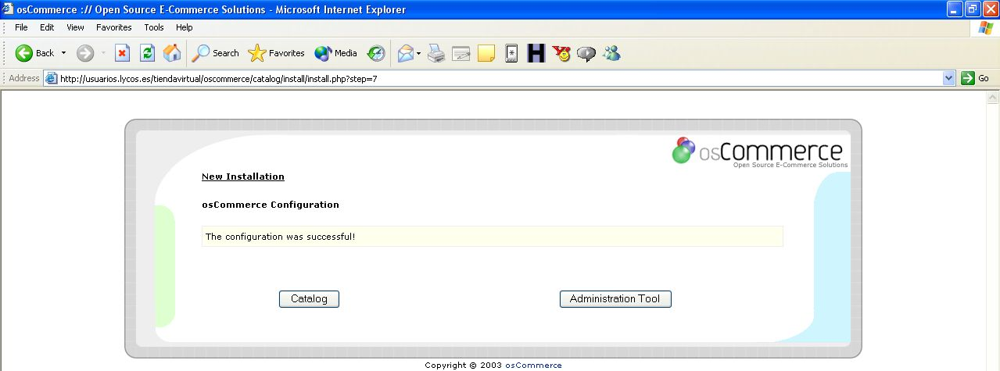 osCommerce :// Open Source E-Commerce Solutions - Microsoft Internet Explorer
File Edit View Favorites Tools Help
Back Search Favorites Media
Address http://usuarios.lycos.es/tiendavirtual/oscommerce/catalog/install/install.php?step=7 Go
osCommerce
Open Source E-Commerce Solutions
New Installation
osCommerce Configuration
The configuration was successful!
Catalog Administration Tool
Copyright © 2003 osCommerce